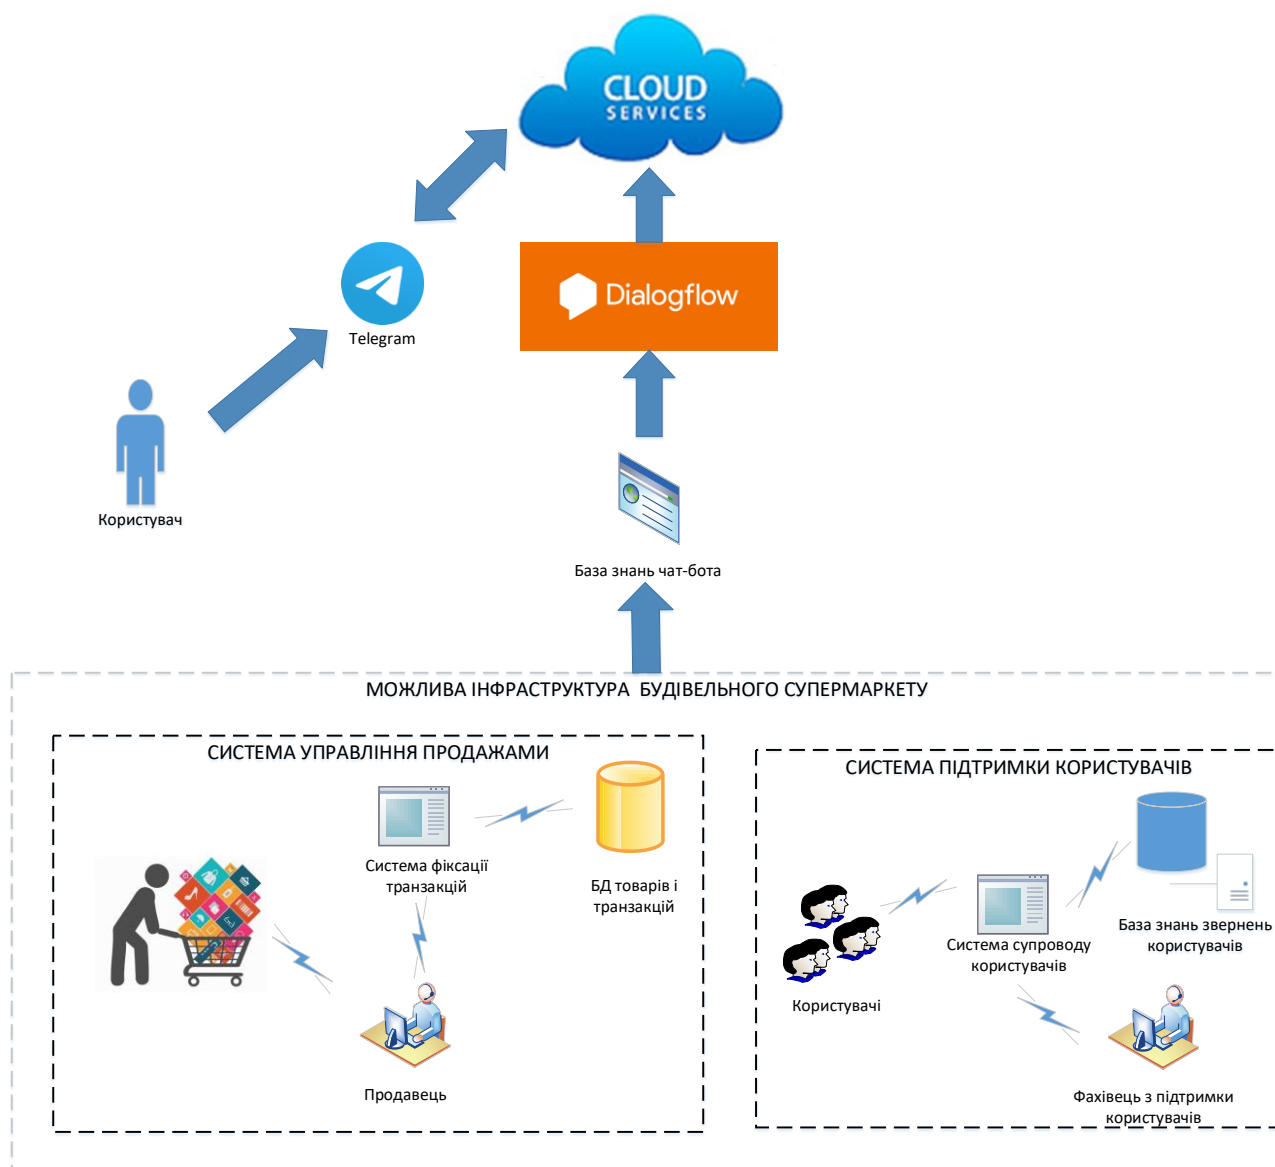 CLOUD
SERVICES
Dialogflow
Telegram
Користувач
База знань чат-бота
МОЖЛИВА ІНФРАСТРУКТУРА БУДІВЕЛЬНОГО СУПЕРМАРКЕТУ
СИСТЕМА УПРАВЛІННЯ ПРОДАЖАМИ
Система фіксації
транзакцій
БД товарів і
транзакцій
Продавець
СИСТЕМА ПІДТРИМКИ КОРИСТУВАЧІВ
Користувачі
Система супроводу
користувачів
База знань звернень
користувачів
Фахівець з підтримки
користувачів